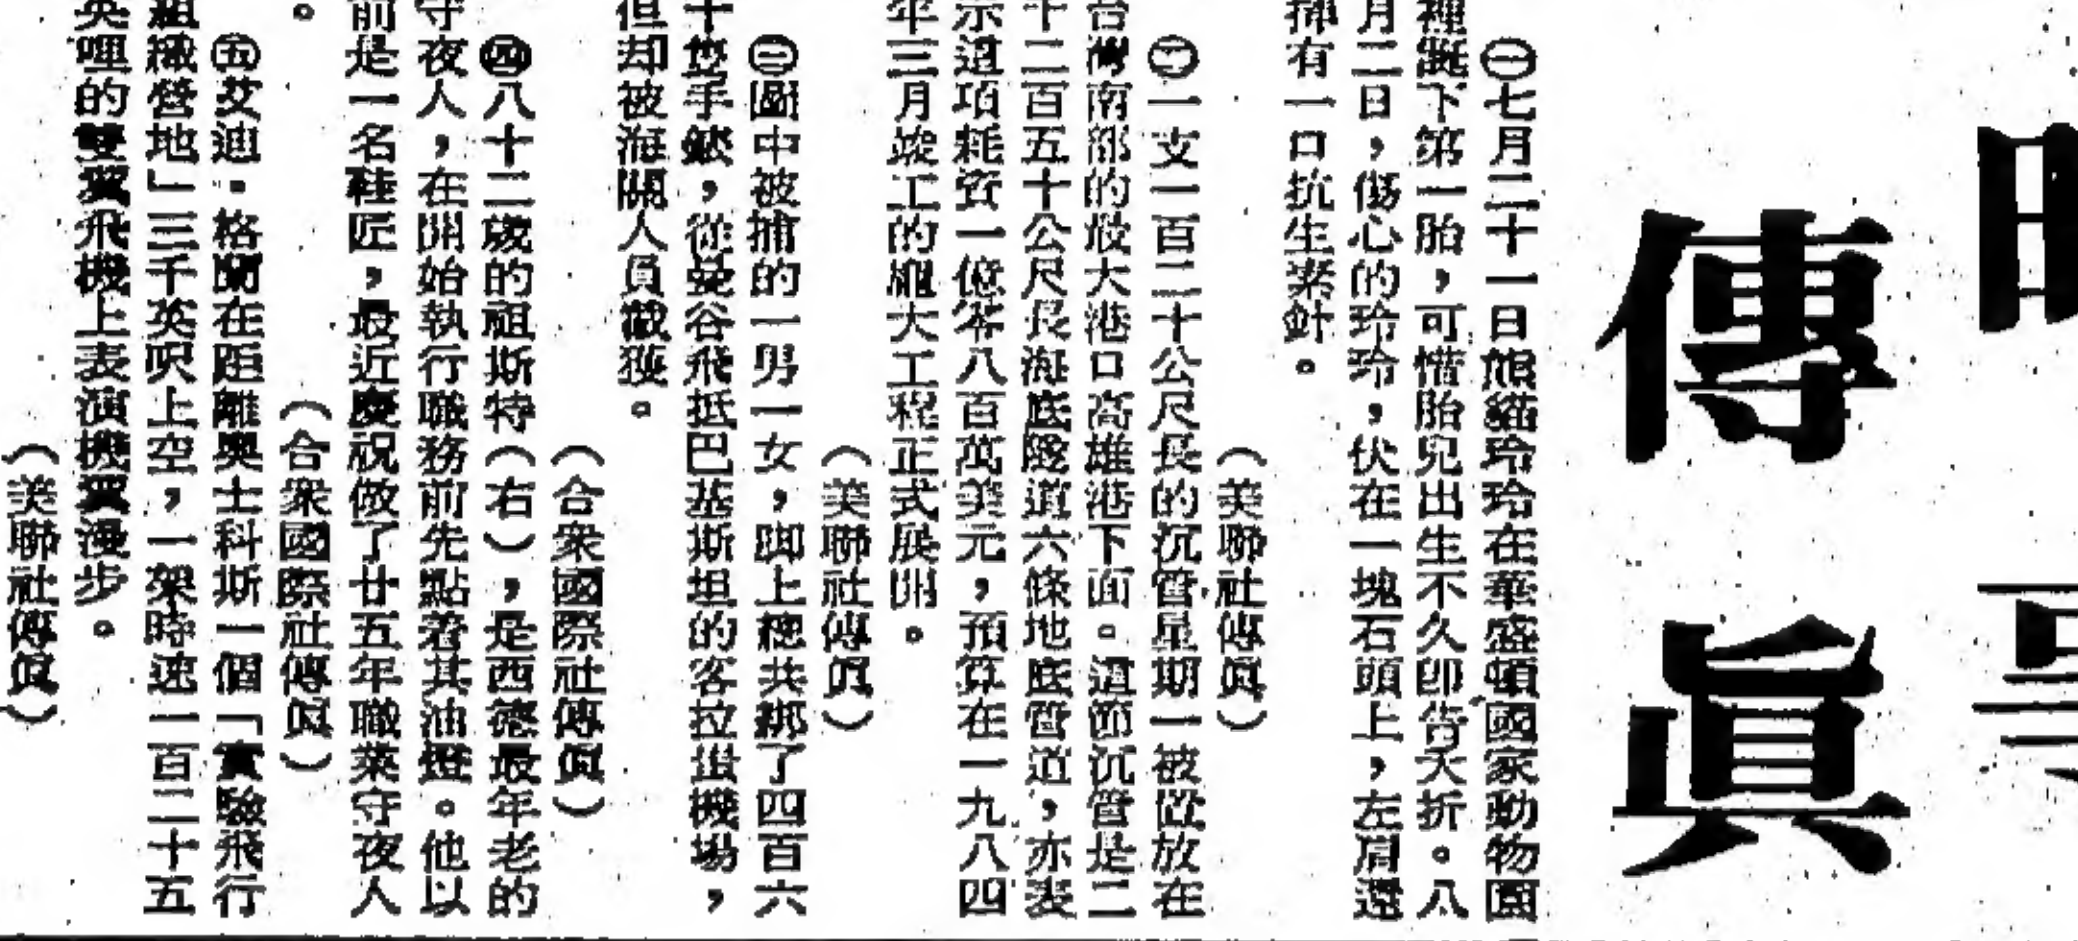 傳眞
㊀七月二十一日熊貓玲玲在華盛頓國家動物園
裡誕下第一胎，可惜胎兒出生不久即告夭折。八
月二日，傷心的玲玲，伏在一塊石頭上，左肩還
揷有一口抗生素針。
（美聯社傳眞）
㊁一支一百二十公尺長的沉管星期一被置放在
台灣南部的最大港口高雄港下面。這節沉管是二
千二百五十公尺長海底隧道六條地底管道，亦表
示這項耗資一億零八百萬美元，預算在一九八四
年三月竣工的龐大工程正式展開。
（美聯社傳眞）
㊂圖中被捕的一男一女，脚上總共綁了四百六
十隻手錶，從曼谷飛抵巴基斯坦的客拉蚩機場，
但却被海關人員截獲。
（合衆國際社傳眞）
㊃八十二歲的祖斯特（右），是西德最年老的
守夜人，在開始執行職務前先點着其油燈。他以
前是一名鞋匠，最近慶祝做了廿五年職業守夜人
。
（合衆國際社傳眞）
㊄艾迪．格蘭在距離奧士科斯一個「實驗飛行
組織營地」三千英呎上空，一架時速一百二十五
英哩的雙翼飛機上表演機翼漫步。
（美聯社傳眞）